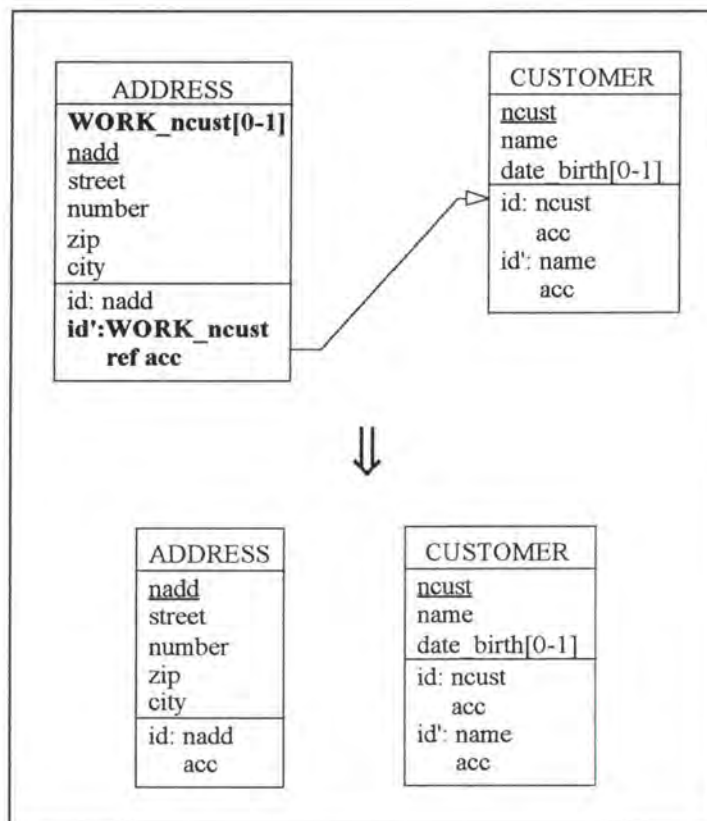 ADDRESS
WORK_ncust[0-1]
nadd
street
number
zip
city
id: nadd
id':WORK_ncust
ref acc
CUSTOMER
ncust
name
date_birth[0-1]
id: ncust
acc
id': name
acc
⇓
ADDRESS
nadd
street
number
zip
city
id: nadd
acc
CUSTOMER
ncust
name
date_birth[0-1]
id: ncust
acc
id': name
acc